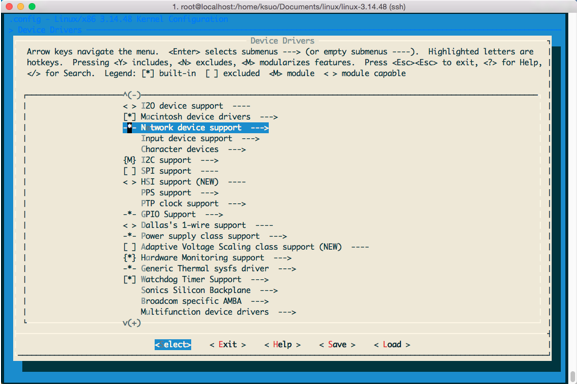 1. root@localhost:/home/ksuo/Documents/linux/linux-3.14.48 (ssh)
config - Linux/x86 3.14.48 Kernel Configuration
> Device Drivers
Device Drivers
Arrow keys navigate the menu. <Enter> selects submenus ---> (or empty submenus ----). Highlighted letters are
hotkeys. Pressing <Y> includes, <N> excludes, <M> modularizes features. Press <Esc><Esc> to exit, <?> for Help,
</> for Search. Legend: [*] built-in [ ] excluded <M> module < > module capable
^(-)
< > I2O device support ----
[*] Macintosh device drivers --->
-*- Network device support --->
Input device support --->
Character devices --->
{M} I2C support --->
[ ] SPI support ----
< > HSI support (NEW) ----
PPS support --->
PTP clock support --->
-*- GPIO Support --->
< > Dallas's 1-wire support ----
-*- Power supply class support --->
[ ] Adaptive Voltage Scaling class support (NEW) ----
{*} Hardware Monitoring support --->
-*- Generic Thermal sysfs driver --->
[*] Watchdog Timer Support --->
Sonics Silicon Backplane --->
Broadcom specific AMBA --->
Multifunction device drivers --->
v(+)
< elect> < Exit > < Help > < Save > < Load >